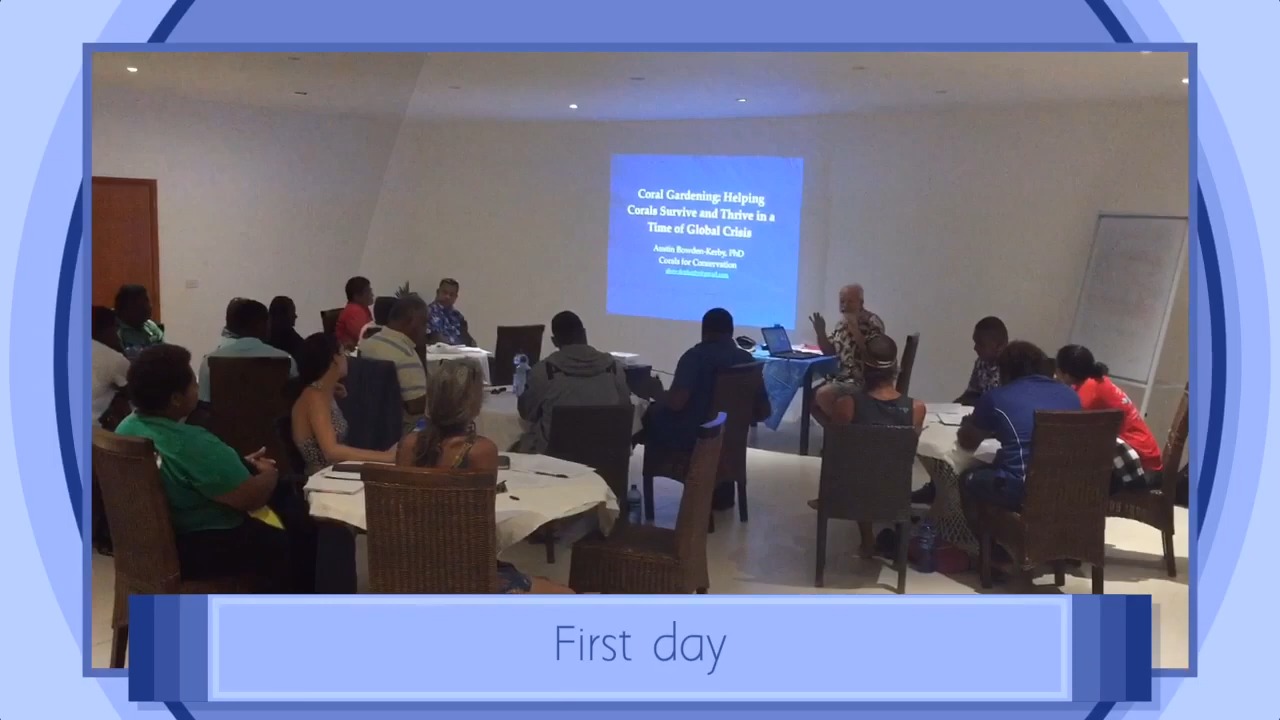 Coral Gardening: Helping
Corals Survive and Thrive in a
Time of Global Crisis
Austin Bowden-Kerby, PhD
Corals for Conservation
First day